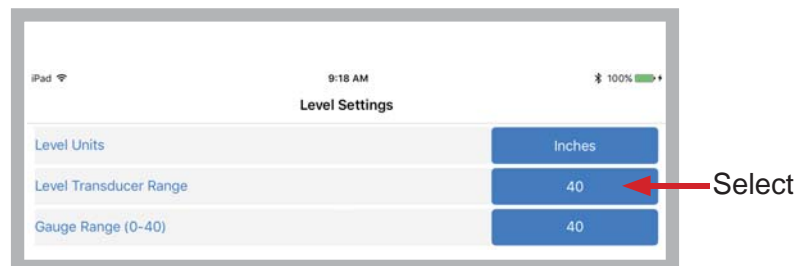 iPad 9:18 AM 100%
Level Settings
Level Units Inches
Level Transducer Range 40 Select
Gauge Range (0-40) 40